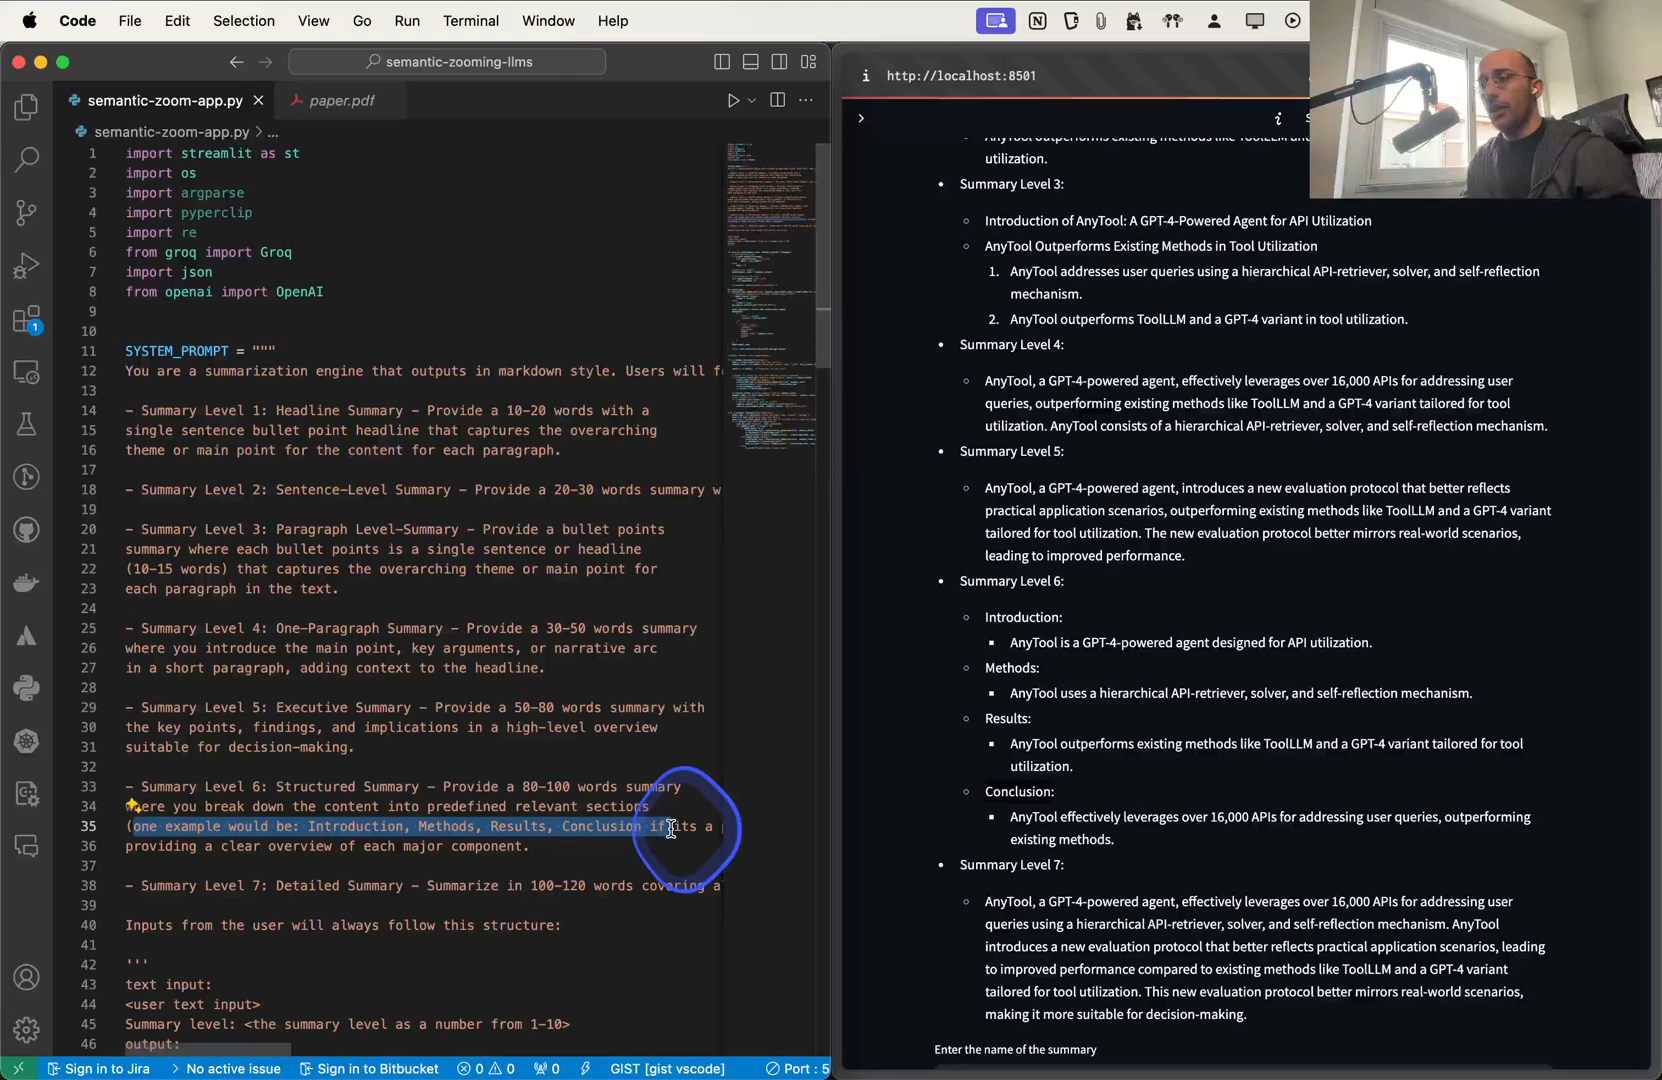 Code File Edit Selection View Go Run Terminal Window Help
semantic-zooming-llms
semantic-zoom-app.py
paper.pdf
semantic-zoom-app.py > ...
1 import streamlit as st
2 import os
3 import argparse
4 import pyperclip
5 import re
6 from groq import Groq
7 import json
8 from openai import OpenAI
9
10
11 SYSTEM_PROMPT = """
12 You are a summarization engine that outputs in markdown style. Users will f
13
14 - Summary Level 1: Headline Summary - Provide a 10-20 words with a
15 single sentence bullet point headline that captures the overarching
16 theme or main point for the content for each paragraph.
17
18 - Summary Level 2: Sentence-Level Summary - Provide a 20-30 words summary w
19
20 - Summary Level 3: Paragraph Level-Summary - Provide a bullet points
21 summary where each bullet points is a single sentence or headline
22 (10-15 words) that captures the overarching theme or main point for
23 each paragraph in the text.
24
25 - Summary Level 4: One-Paragraph Summary - Provide a 30-50 words summary
26 where you introduce the main point, key arguments, or narrative arc
27 in a short paragraph, adding context to the headline.
28
29 - Summary Level 5: Executive Summary - Provide a 50-80 words summary with
30 the key points, findings, and implications in a high-level overview
31 suitable for decision-making.
32
33 - Summary Level 6: Structured Summary - Provide a 80-100 words summary
34 where you break down the content into predefined relevant sections
35 (one example would be: Introduction, Methods, Results, Conclusion if its a
36 providing a clear overview of each major component.
37
38 - Summary Level 7: Detailed Summary - Summarize in 100-120 words covering a
39
40 Inputs from the user will always follow this structure:
41
42 '''
43 text input:
44 <user text input>
45 Summary level: <the summary level as a number from 1-10>
46 output:
1
Sign in to Jira > No active issue Sign in to Bitbucket 0 0 0 GIST [gist vscode] Port : 5
http://localhost:8501
AnyTool outperforms existing methods like ToolLLM and
utilization.
• Summary Level 3:
Introduction of AnyTool: A GPT-4-Powered Agent for API Utilization
AnyTool Outperforms Existing Methods in Tool Utilization
1. AnyTool addresses user queries using a hierarchical API-retriever, solver, and self-reflection
mechanism.
2. AnyTool outperforms ToolLLM and a GPT-4 variant in tool utilization.
• Summary Level 4:
AnyTool, a GPT-4-powered agent, effectively leverages over 16,000 APIs for addressing user
queries, outperforming existing methods like ToolLLM and a GPT-4 variant tailored for tool
utilization. AnyTool consists of a hierarchical API-retriever, solver, and self-reflection mechanism.
• Summary Level 5:
AnyTool, a GPT-4-powered agent, introduces a new evaluation protocol that better reflects
practical application scenarios, outperforming existing methods like ToolLLM and a GPT-4 variant
tailored for tool utilization. The new evaluation protocol better mirrors real-world scenarios,
leading to improved performance.
• Summary Level 6:
Introduction:
AnyTool is a GPT-4-powered agent designed for API utilization.
Methods:
AnyTool uses a hierarchical API-retriever, solver, and self-reflection mechanism.
Results:
AnyTool outperforms existing methods like ToolLLM and a GPT-4 variant tailored for tool
utilization.
Conclusion:
AnyTool effectively leverages over 16,000 APIs for addressing user queries, outperforming
existing methods.
• Summary Level 7:
AnyTool, a GPT-4-powered agent, effectively leverages over 16,000 APIs for addressing user
queries using a hierarchical API-retriever, solver, and self-reflection mechanism. AnyTool
introduces a new evaluation protocol that better reflects practical application scenarios, leading
to improved performance compared to existing methods like ToolLLM and a GPT-4 variant
tailored for tool utilization. This new evaluation protocol better mirrors real-world scenarios,
making it more suitable for decision-making.
Enter the name of the summary